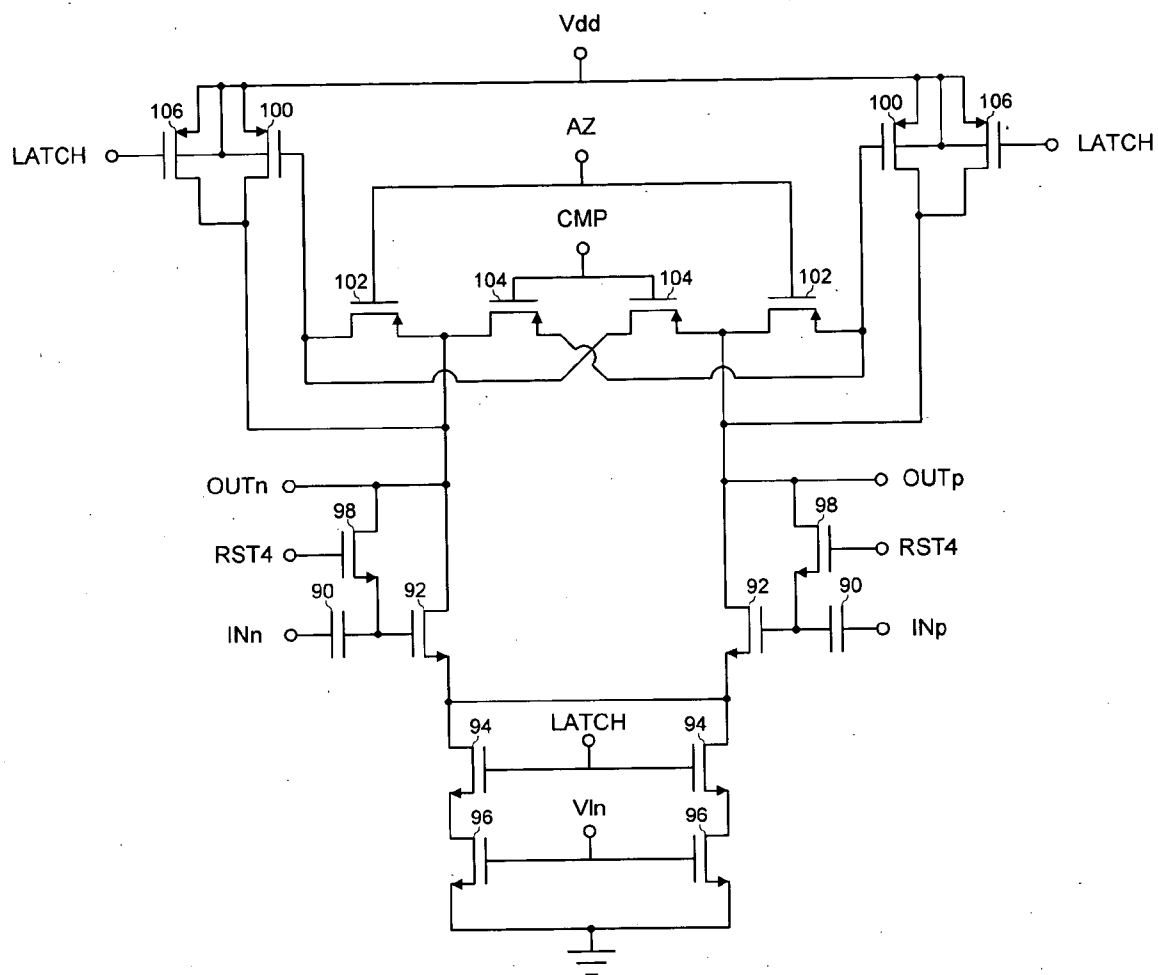 Vdd
106
100
100
106
LATCH
AZ
LATCH
CMP
102
104
104
102
OUTn
OUTp
98
98
RST4
RST4
90
92
92
90
INn
INp
LATCH
94
94
VIn
96
96